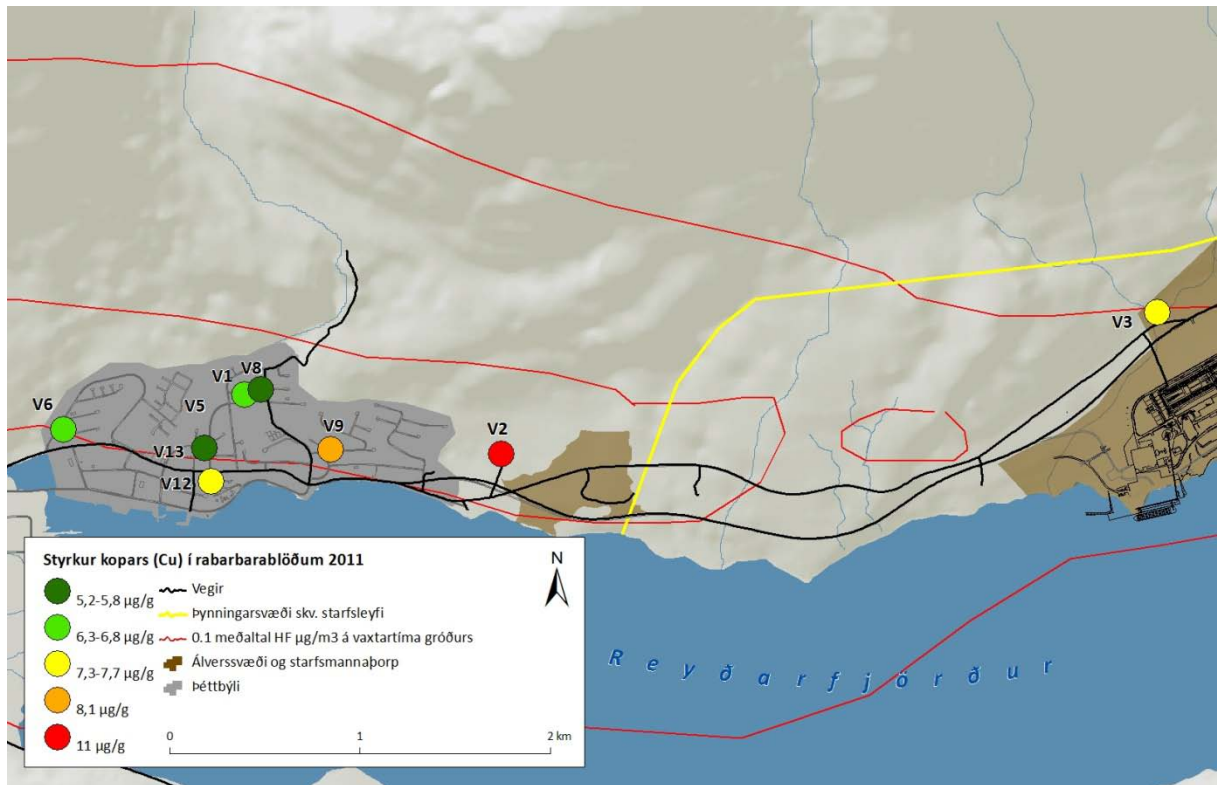 V3
V8
V1
V6
V5
V9
V2
V13
V12
Styrkur kopars (Cu) í rabarbarablöðum 2011
5,2-5,8 µg/g
6,3-6,8 µg/g
7,3-7,7 µg/g
8,1 µg/g
11 µg/g
Vegir
Þynningarsvæði skv. starfsleyfi
0.1 meðaltal HF µg/m3 á vaxtartíma gróðurs
Álverssvæði og starfsmannaþorp
Þéttbýli
N
0 1 2 km
Reyðarfjörður